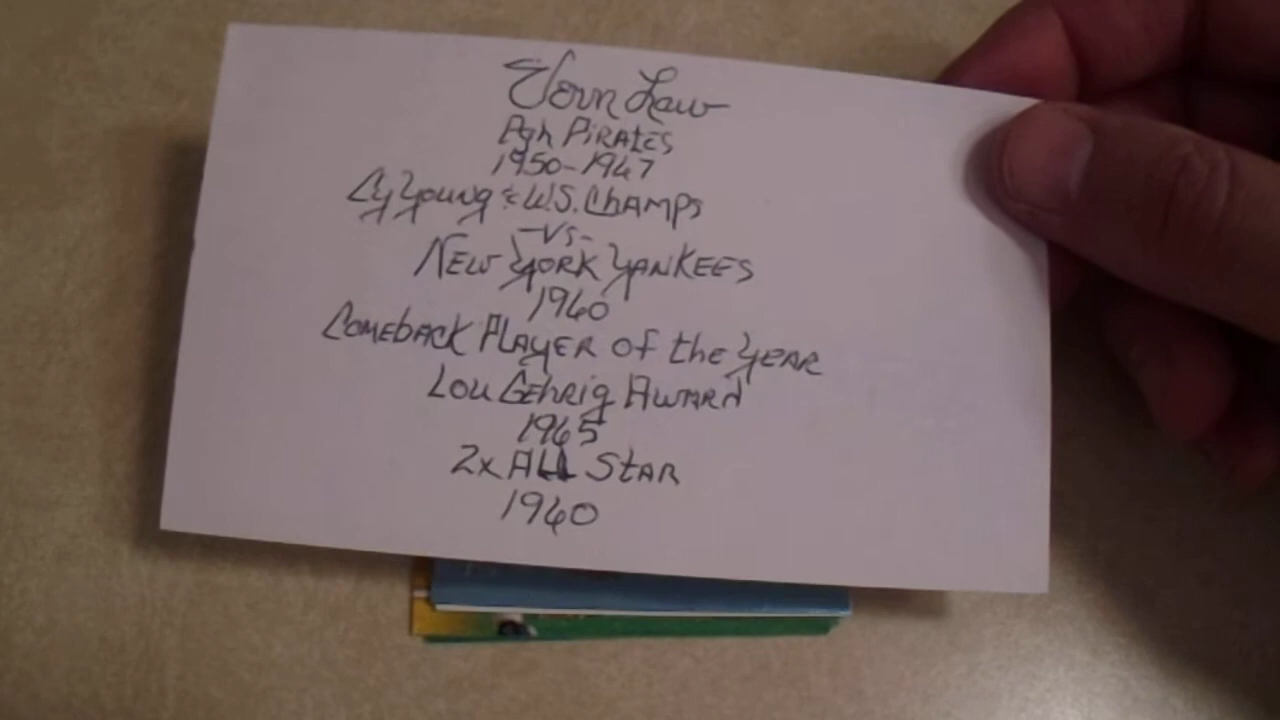 Vern Law
Pgh PiRATES
1950-1967
Cy Young & W.S. ChAMPS
-VS-
NEW YORK YANKEES
1960
COMEBACK PLAYER of the YEAR
Lou GEhRig AWARD
1965
2x ALL StAR
1960